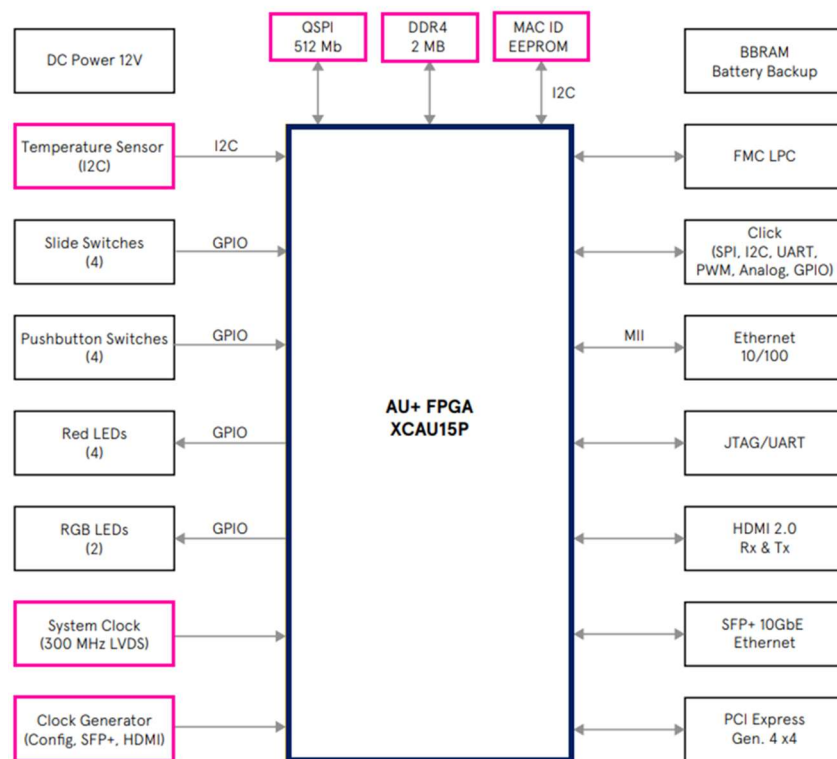 QSPI
512 Mb
DDR4
2 MB
MAC ID
EEPROM
DC Power 12V
BBRAM
Battery Backup
I2C
Temperature Sensor
(I2C)
I2C
FMC LPC
Slide Switches
(4)
GPIO
Click
(SPI, I2C, UART,
PWM, Analog, GPIO)
Pushbutton Switches
(4)
GPIO
MII
Ethernet
10/100
AU+ FPGA
XCAU15P
Red LEDs
(4)
GPIO
JTAG/UART
RGB LEDs
(2)
GPIO
HDMI 2.0
Rx & Tx
System Clock
(300 MHz LVDS)
SFP+ 10GbE
Ethernet
Clock Generator
(Config, SFP+, HDMI)
PCI Express
Gen. 4 x4